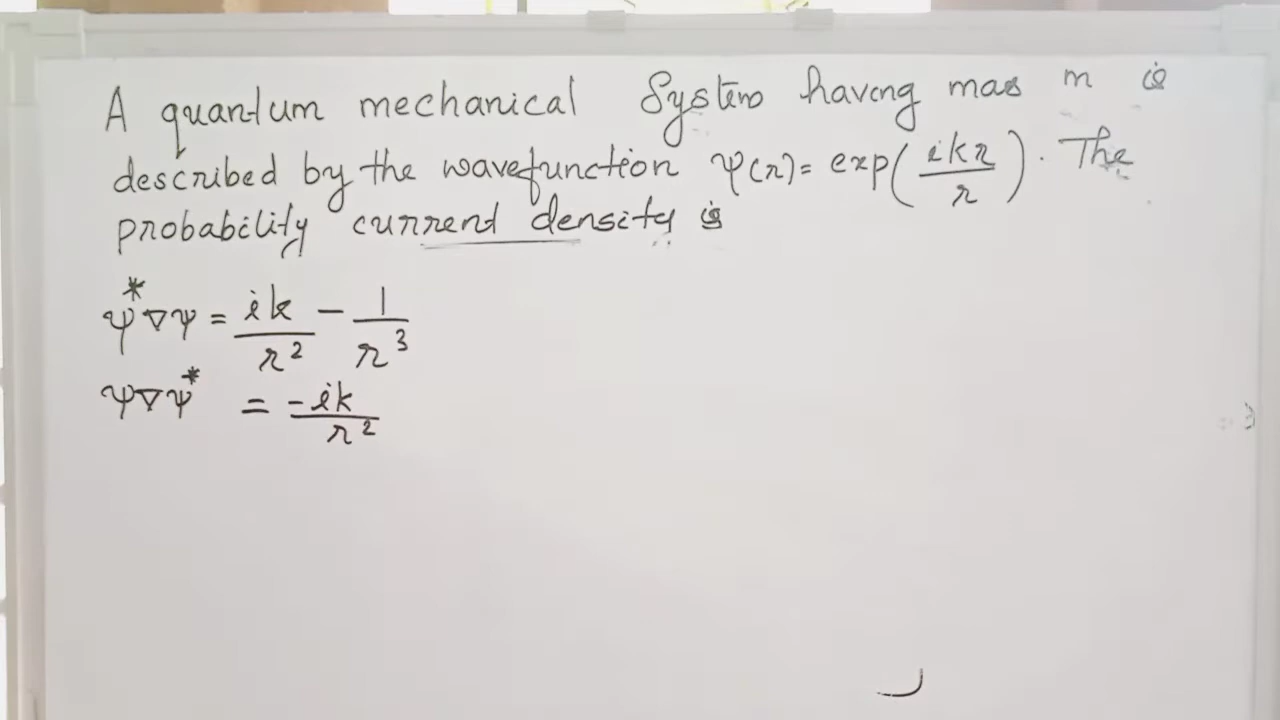 A quantum mechanical System having mass m is
described by the wavefunction ψ(r)= exp(ikr/r). The
probability current density is
ψ*∇ψ = ik/r² - 1/r³
ψ∇ψ* = -ik/r²